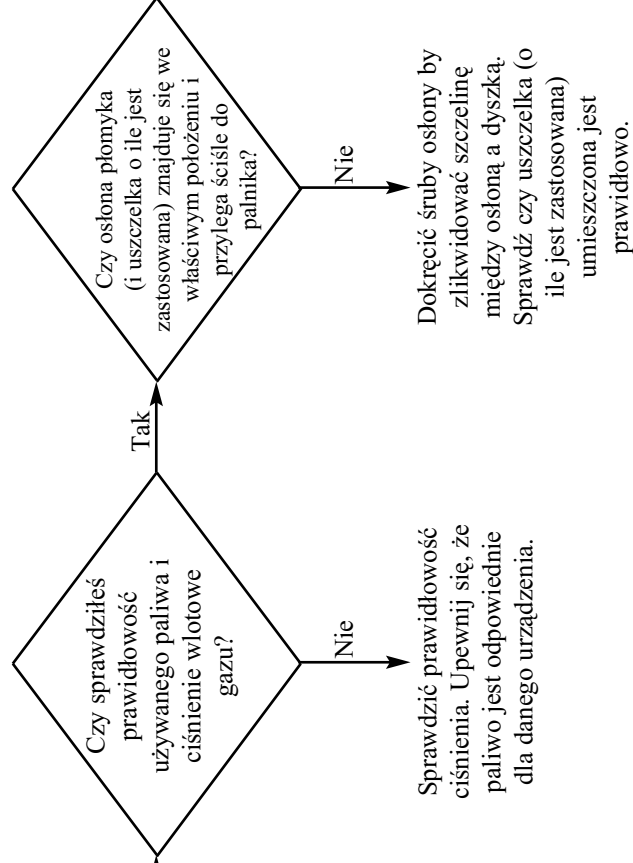 Czy sprawdziłeś
prawidłowość
używanego paliwa i
ciśnienie wlotowe
gazu?
Tak
Nie
Sprawdzić prawidłowość
ciśnienia. Upewnij się, że
paliwo jest odpowiednie
dla danego urządzenia.
Czy osłona płomyka
(i uszczelka o ile jest
zastosowana) znajduje się we
właściwym położeniu i
przylega ściśle do
palnika?
Nie
Dokręcić śruby osłony by
zlikwidować szczelinę
między osłoną a dyszką.
Sprawdź czy uszczelka (o
ile jest zastosowana)
umieszczona jest
prawidłowo.